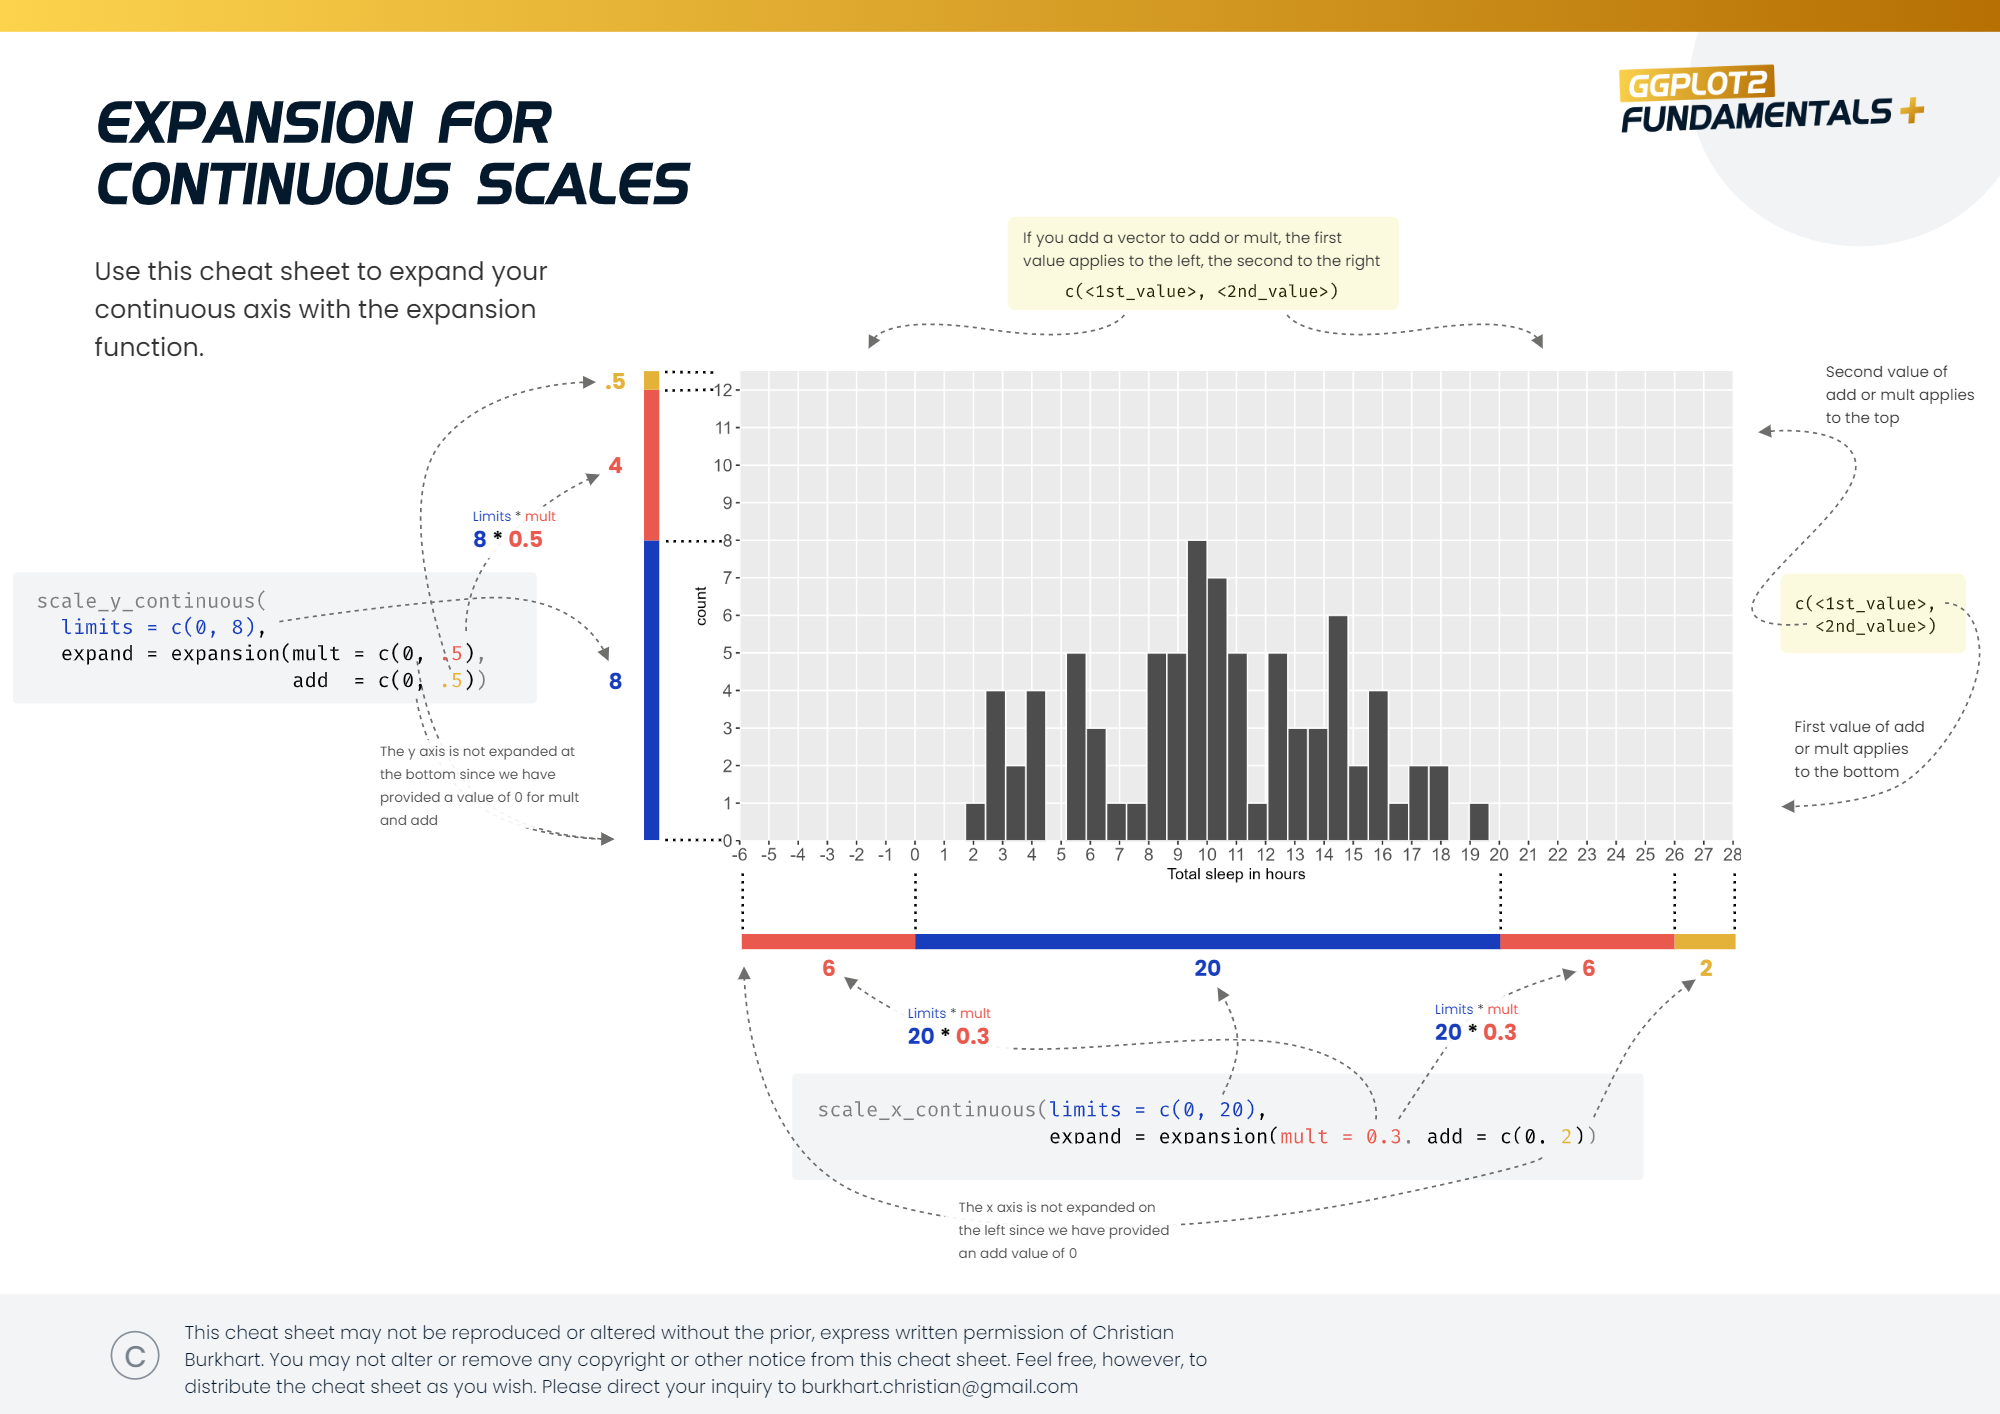 GGPLOT2
FUNDAMENTALS +
EXPANSION FOR
CONTINUOUS SCALES
Use this cheat sheet to expand your
continuous axis with the expansion
function.
If you add a vector to add or mult, the first
value applies to the left, the second to the right
c(<1st_value>, <2nd_value>)
Second value of
add or mult applies
to the top
c(<1st_value>,
<2nd_value>)
First value of add
or mult applies
to the bottom
.5
4
Limits * mult
8 * 0.5
8
scale_y_continuous(
limits = c(0, 8),
expand = expansion(mult = c(0, .5),
add = c(0, .5))
The y axis is not expanded at
the bottom since we have
provided a value of 0 for mult
and add
12
11
10
9
8
7
6
5
4
3
2
1
0
count
-6 -5 -4 -3 -2 -1 0 1 2 3 4 5 6 7 8 9 10 11 12 13 14 15 16 17 18 19 20 21 22 23 24 25 26 27 28
Total sleep in hours
6 20 6 2
Limits * mult
20 * 0.3
Limits * mult
20 * 0.3
scale_x_continuous(limits = c(0, 20),
expand = expansion(mult = 0.3, add = c(0, 2))
The x axis is not expanded on
the left since we have provided
an add value of 0
C
This cheat sheet may not be reproduced or altered without the prior, express written permission of Christian
Burkhart. You may not alter or remove any copyright or other notice from this cheat sheet. Feel free, however, to
distribute the cheat sheet as you wish. Please direct your inquiry to burkhart.christian@gmail.com